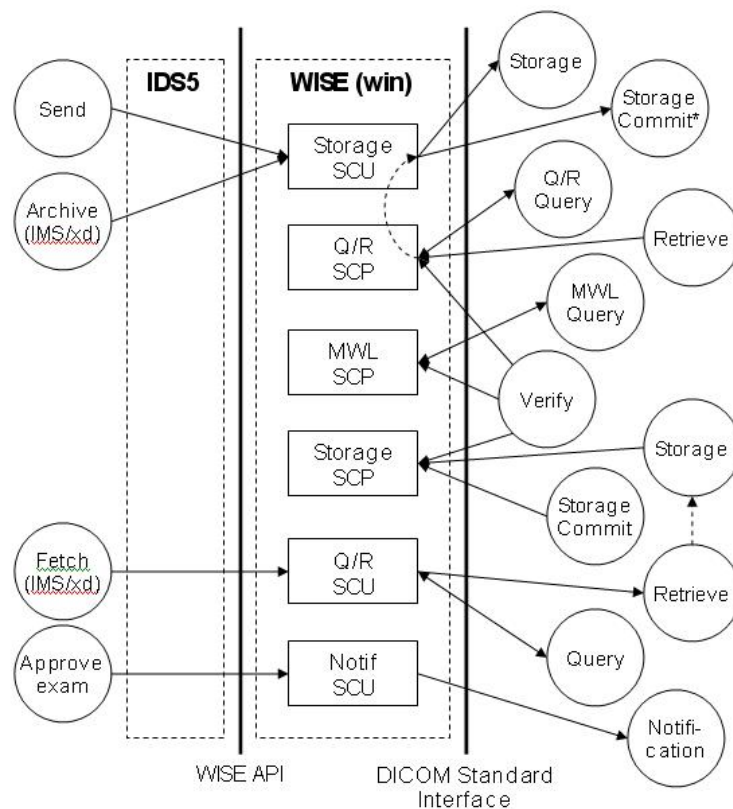 IDS5
WISE (win)
Send
Archive
(IMS/xd)
Storage
SCU
Q/R
SCP
MWL
SCP
Storage
SCP
Fetch
(IMS/xd)
Q/R
SCU
Approve
exam
Notif
SCU
Storage
Storage
Commit*
Q/R
Query
Retrieve
MWL
Query
Verify
Storage
Storage
Commit
Retrieve
Query
Notifi-
cation
WISE API
DICOM Standard
Interface